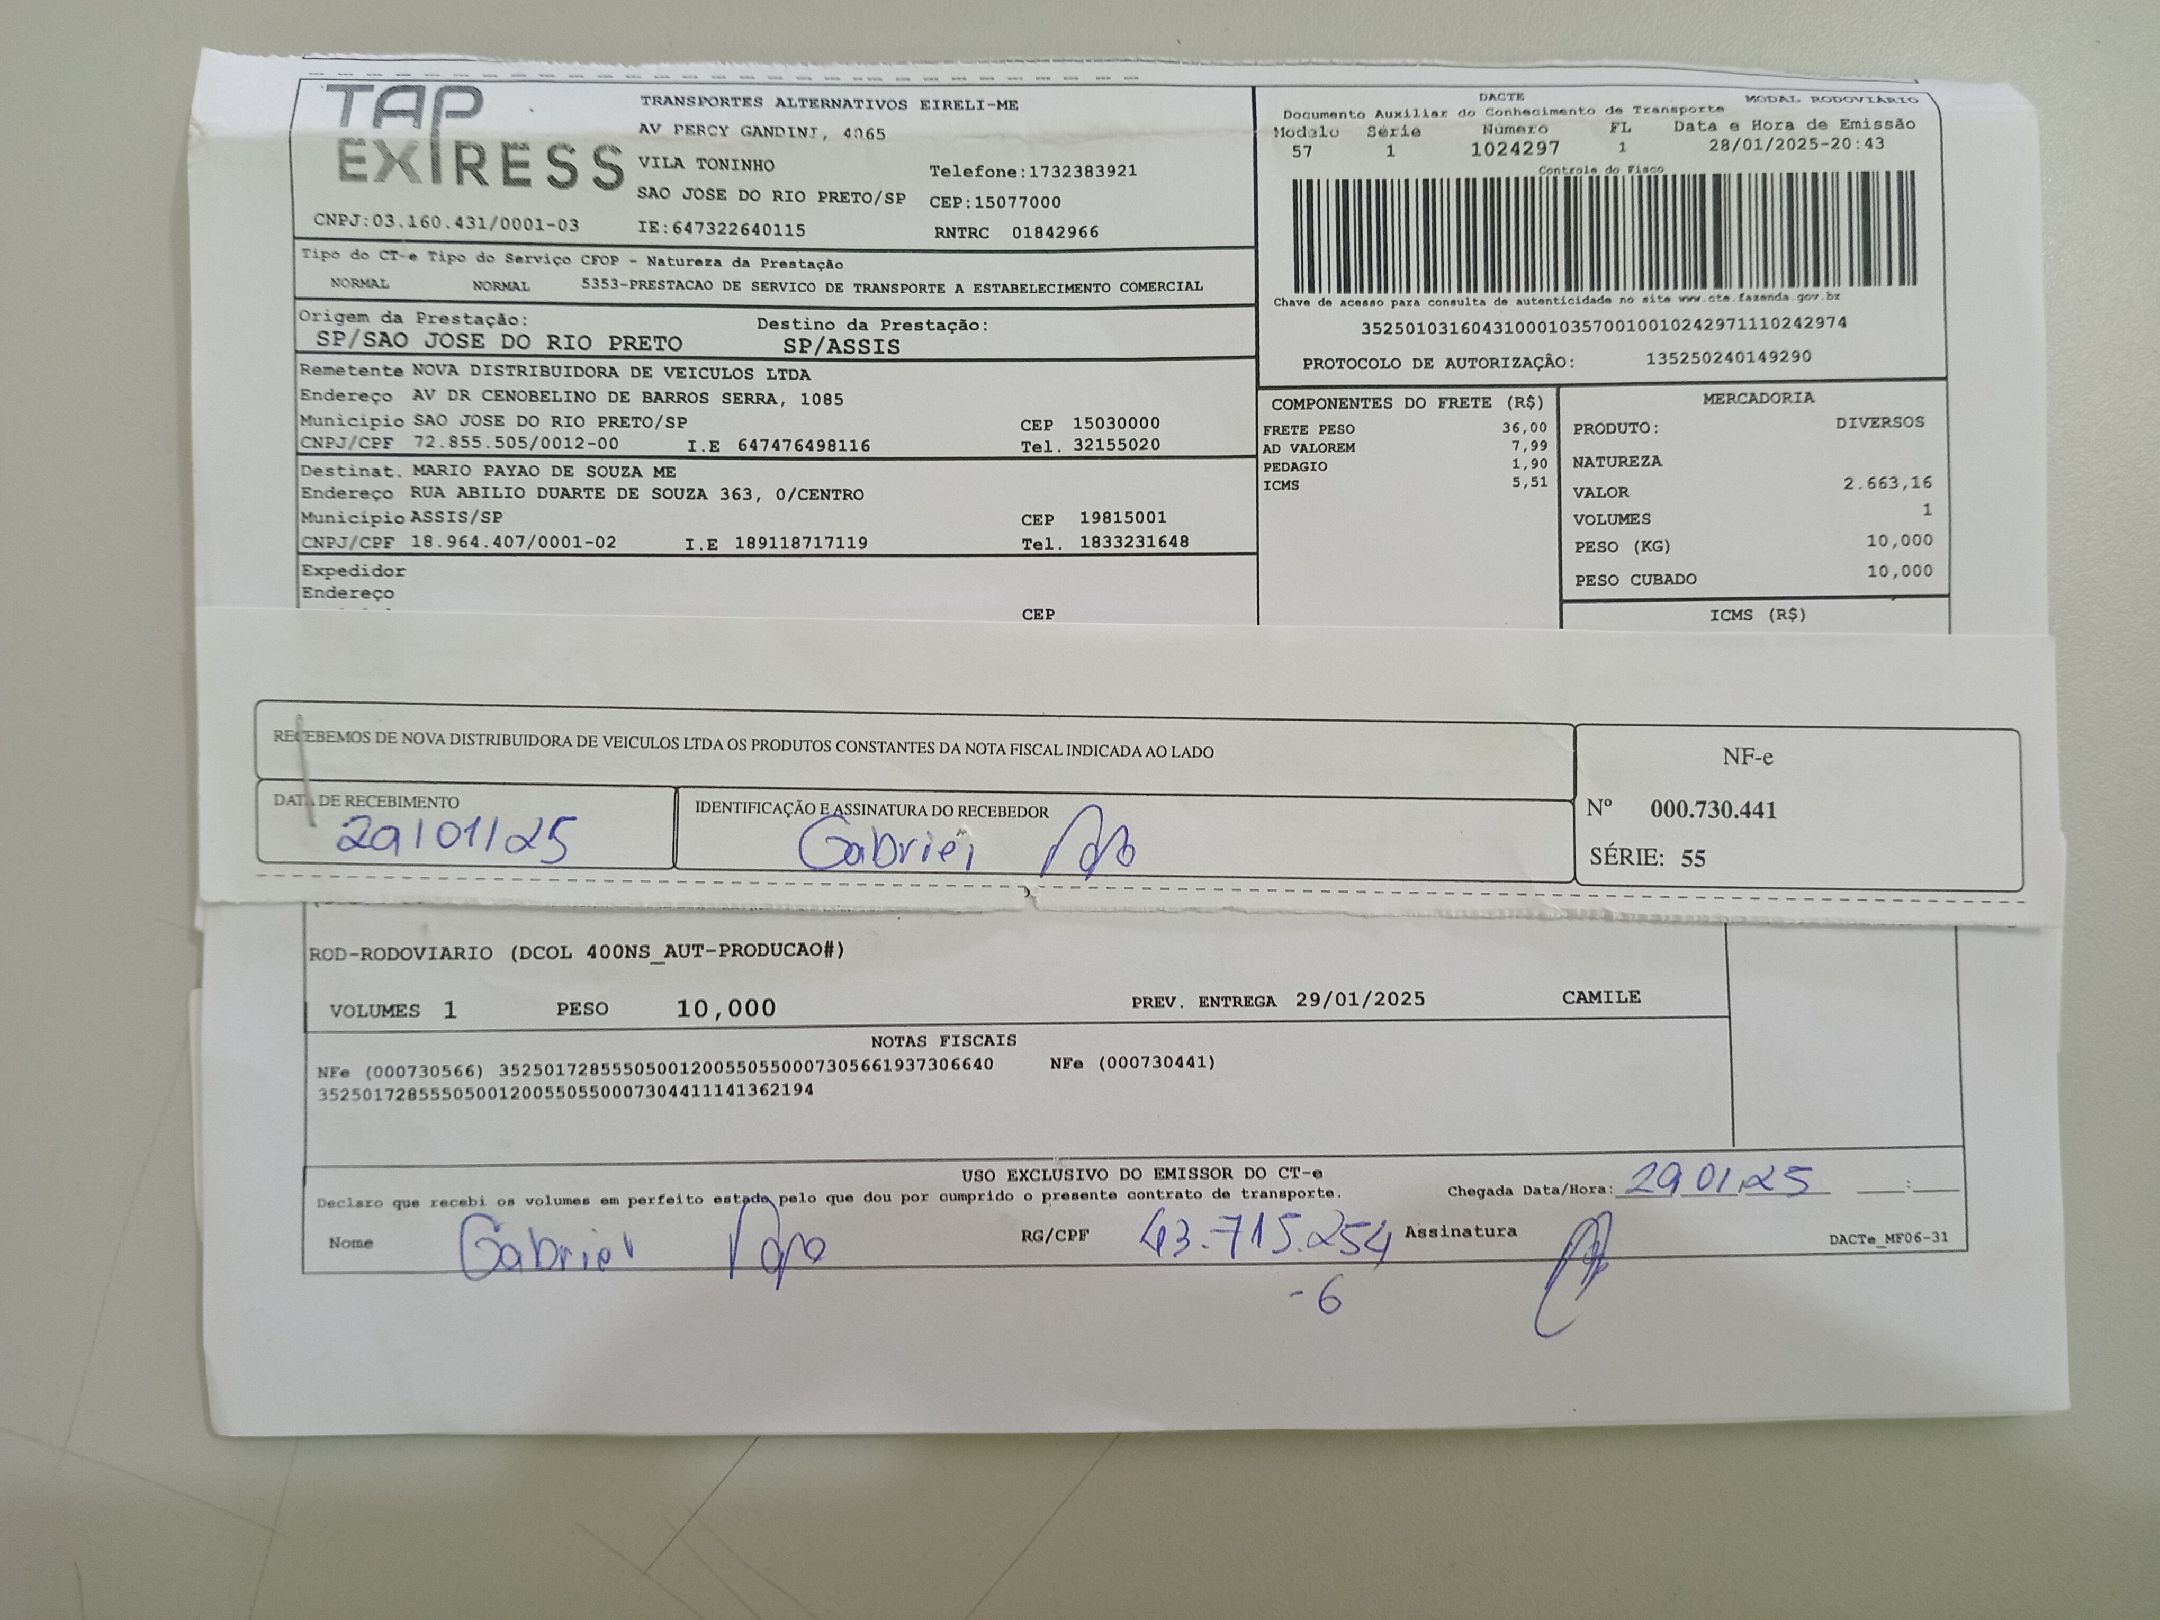 TAP
EXPRESS
TRANSPORTES ALTERNATIVOS EIRELI-ME
AV PERCY GANDINI, 4065
VILA TONINHO
Telefone:1732383921
SAO JOSE DO RIO PRETO/SP CEP:15077000
CNPJ:03.160.431/0001-03 IE:647322640115 RNTRC 01842966
DACTE MODAL RODOVIÁRIO
Documento Auxiliar do Conhecimento de Transporte
Modelo Série Número FL Data e Hora de Emissão
57 1 1024297 1 28/01/2025-20:43
Controle do Fisco
Chave de acesso para consulta de autenticidade no site www.cte.fazenda.gov.br
35250103160431000103570010010242971110242974
PROTOCOLO DE AUTORIZAÇÃO: 135250240149290
Tipo do CT-e Tipo do Serviço CFOP - Natureza da Prestação
NORMAL NORMAL 5353-PRESTACAO DE SERVICO DE TRANSPORTE A ESTABELECIMENTO COMERCIAL
Origem da Prestação: Destino da Prestação:
SP/SAO JOSE DO RIO PRETO SP/ASSIS
Remetente NOVA DISTRIBUIDORA DE VEICULOS LTDA
Endereço AV DR CENOBELINO DE BARROS SERRA, 1085
Município SAO JOSE DO RIO PRETO/SP CEP 15030000
CNPJ/CPF 72.855.505/0012-00 I.E 647476498116 Tel. 32155020
Destinat. MARIO PAYAO DE SOUZA ME
Endereço RUA ABILIO DUARTE DE SOUZA 363, 0/CENTRO
Município ASSIS/SP CEP 19815001
CNPJ/CPF 18.964.407/0001-02 I.E 189118717119 Tel. 1833231648
Expedidor
Endereço
CEP
COMPONENTES DO FRETE (R$)
FRETE PESO 36,00
AD VALOREM 7,99
PEDAGIO 1,90
ICMS 5,51
MERCADORIA
PRODUTO: DIVERSOS
NATUREZA
VALOR 2.663,16
VOLUMES 1
PESO (KG) 10,000
PESO CUBADO 10,000
ICMS (R$)
RECEBEMOS DE NOVA DISTRIBUIDORA DE VEICULOS LTDA OS PRODUTOS CONSTANTES DA NOTA FISCAL INDICADA AO LADO
DATA DE RECEBIMENTO
29/01/25
IDENTIFICAÇÃO E ASSINATURA DO RECEBEDOR
Gabriel
NF-e
Nº 000.730.441
SÉRIE: 55
ROD-RODOVIARIO (DCOL 400NS_AUT-PRODUCAO#)
VOLUMES 1 PESO 10,000 PREV. ENTREGA 29/01/2025 CAMILE
NOTAS FISCAIS
NFe (000730566) 35250172855505001200550550007305661937306640 NFe (000730441)
35250172855505001200550550007304411141362194
USO EXCLUSIVO DO EMISSOR DO CT-e
Declaro que recebi os volumes em perfeito estado pelo que dou por cumprido o presente contrato de transporte. Chegada Data/Hora: 29 01 25 :
Nome Gabriel RG/CPF 43.715.254 Assinatura
-6
DACTe_MF06-31